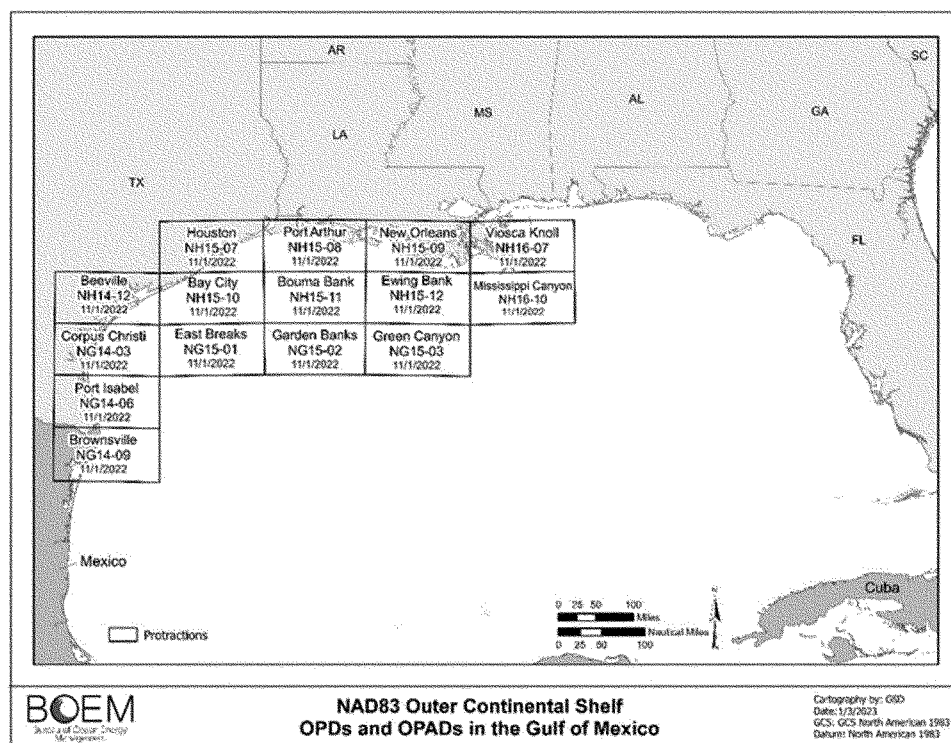 AR
SC
MS
AL
GA
LA
TX
FL
Houston
NH15-07
11/1/2022
Port Arthur
NH15-08
11/1/2022
New Orleans
NH15-09
11/1/2022
Viosca Knoll
NH16-07
11/1/2022
Beeville
NH14-12
11/1/2022
Bay City
NH15-10
11/1/2022
Bouma Bank
NH15-11
11/1/2022
Ewing Bank
NH15-12
11/1/2022
Mississippi Canyon
NH16-10
11/1/2022
Corpus Christi
NG14-03
11/1/2022
East Breaks
NG15-01
11/1/2022
Garden Banks
NG15-02
11/1/2022
Green Canyon
NG15-03
11/1/2022
Port Isabel
NG14-06
11/1/2022
Brownsville
NG14-09
11/1/2022
Mexico
Cuba
Protractions
0 25 50 100
Miles
Nautical Miles
0 25 50 100
BOEM
Bureau of Ocean Energy
Management
NAD83 Outer Continental Shelf
OPDs and OPADs in the Gulf of Mexico
Cartography by: GSD
Date: 1/3/2023
GCS: GCS North American 1983
Datum: North American 1983